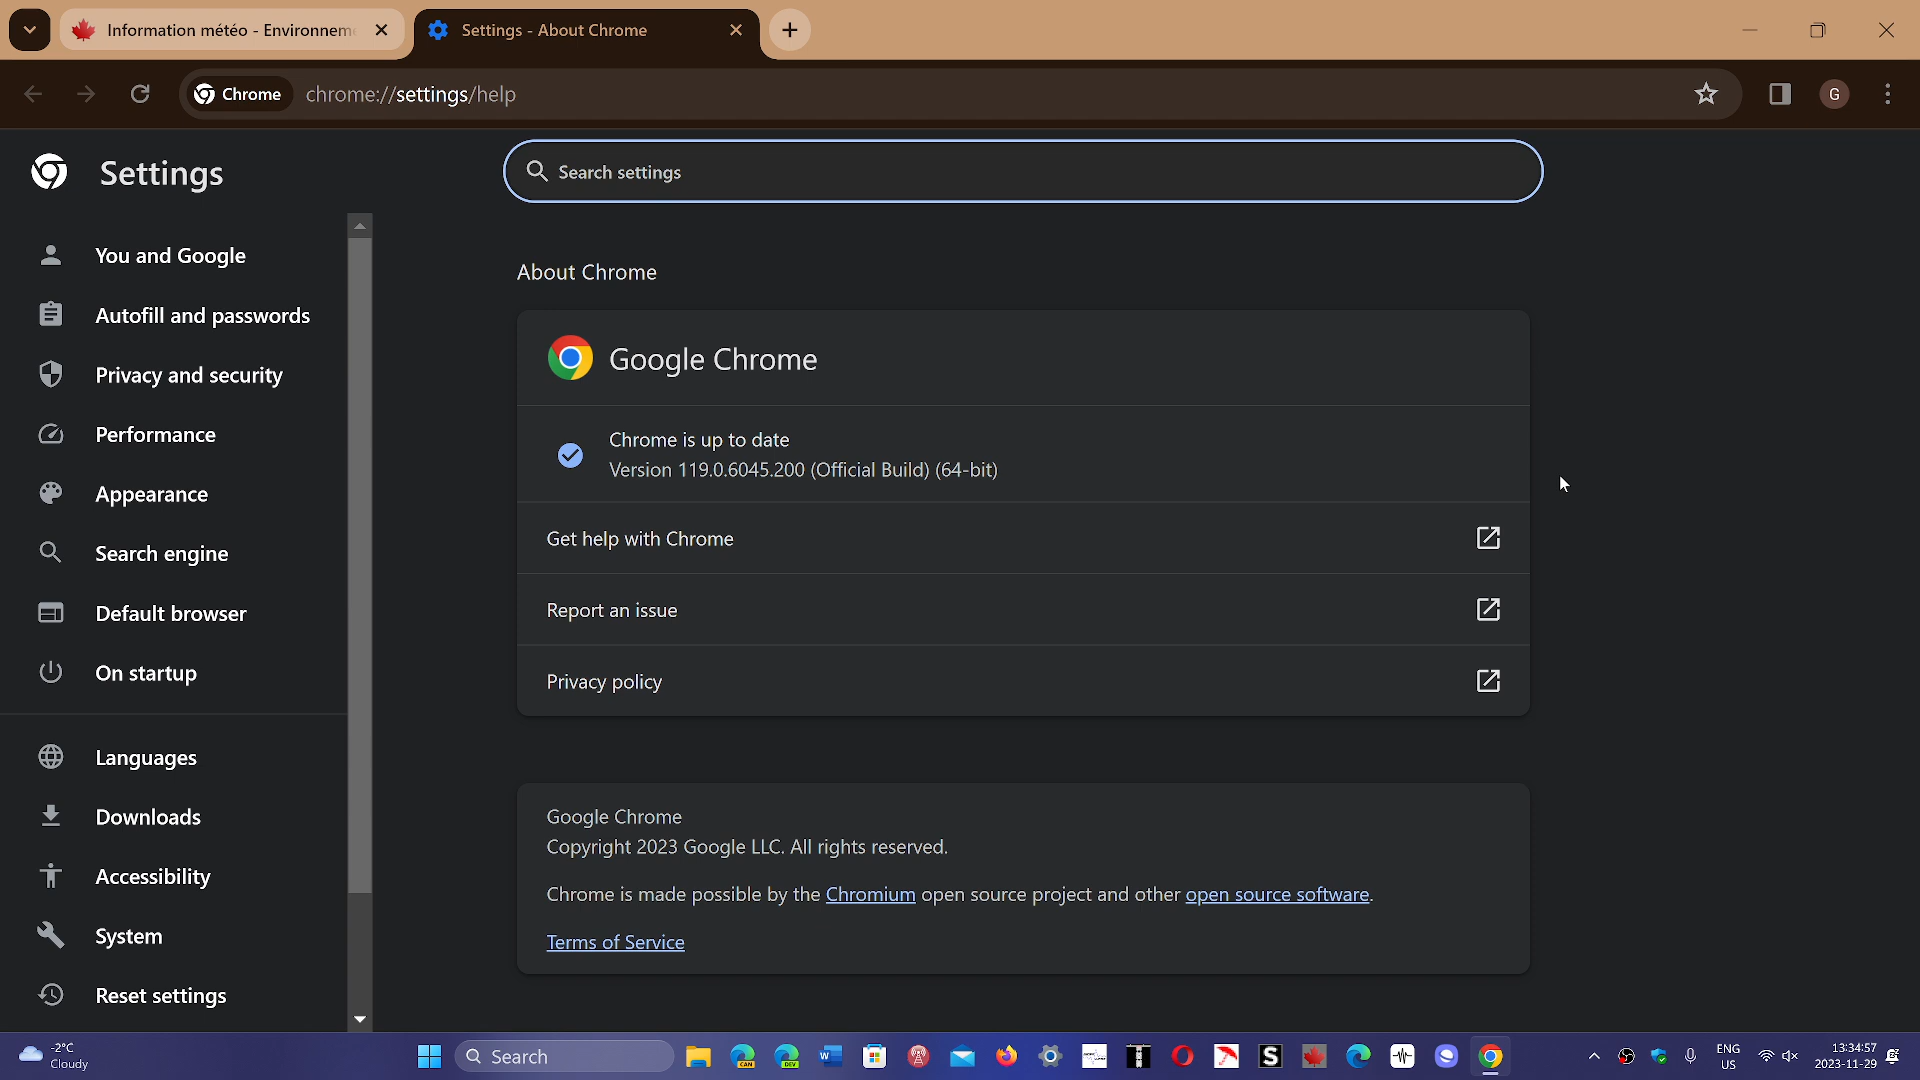 Information météo - Environnem
Settings - About Chrome
Chrome
chrome://settings/help
G
Settings
Search settings
You and Google
Autofill and passwords
Privacy and security
Performance
Appearance
Search engine
Default browser
On startup
Languages
Downloads
Accessibility
System
Reset settings
About Chrome
Google Chrome
Chrome is up to date
Version 119.0.6045.200 (Official Build) (64-bit)
Get help with Chrome
Report an issue
Privacy policy
Google Chrome
Copyright 2023 Google LLC. All rights reserved.
Chrome is made possible by the Chromium open source project and other open source software.
Terms of Service
-2°C
Cloudy
Search
CAN
DEV
W
S
ENG
US
13:34:57
2023-11-29